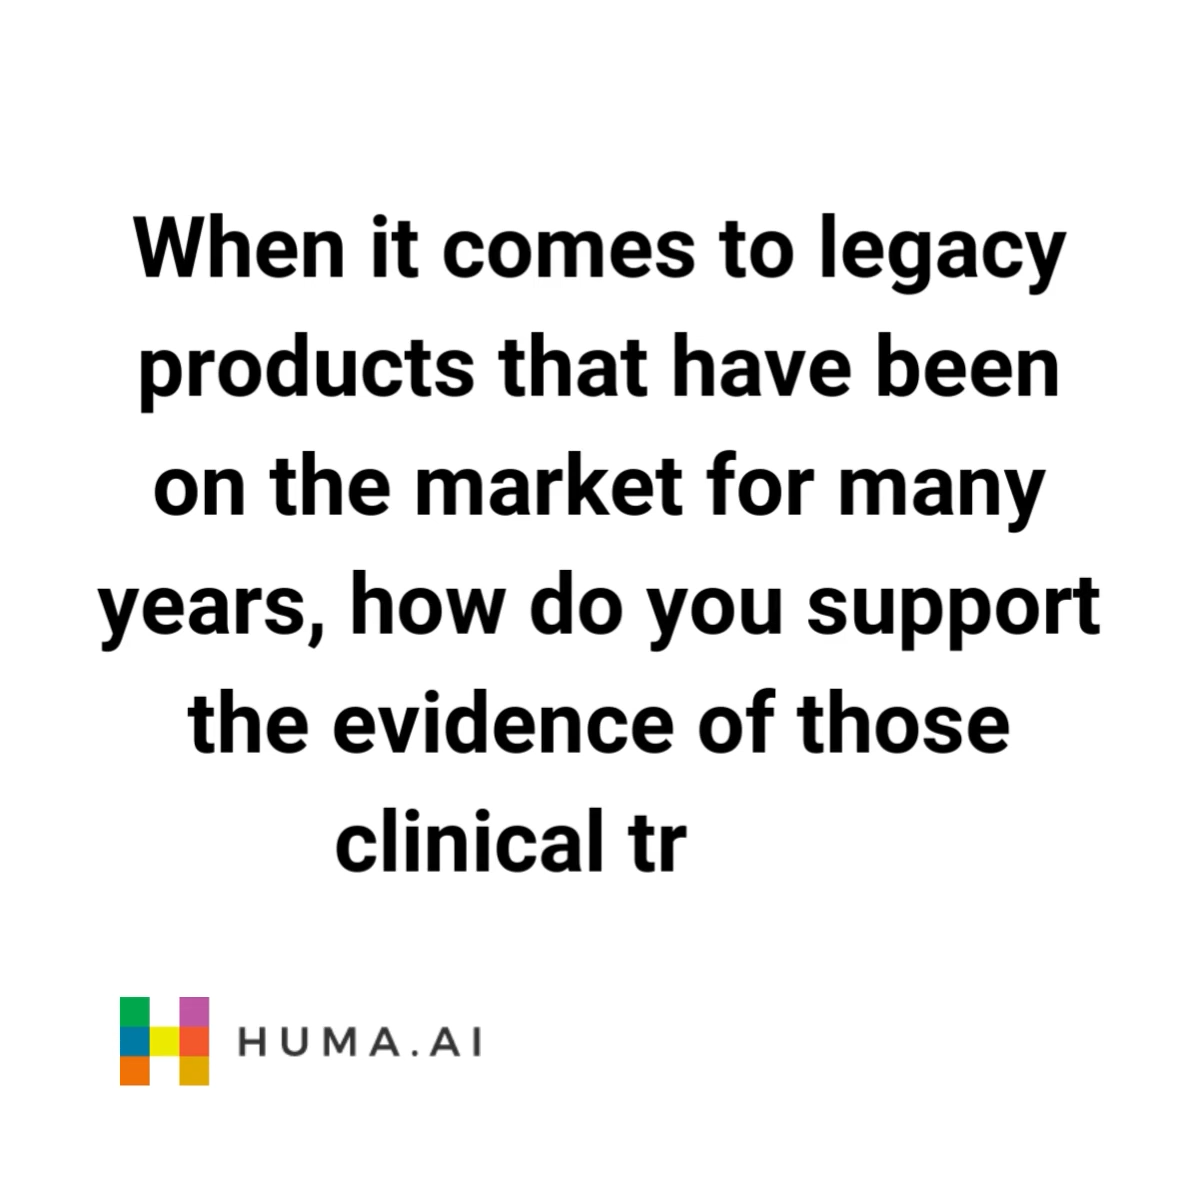 When it comes to legacy
products that have been
on the market for many
years, how do you support
the evidence of those
clinical tr
HUMA.AI